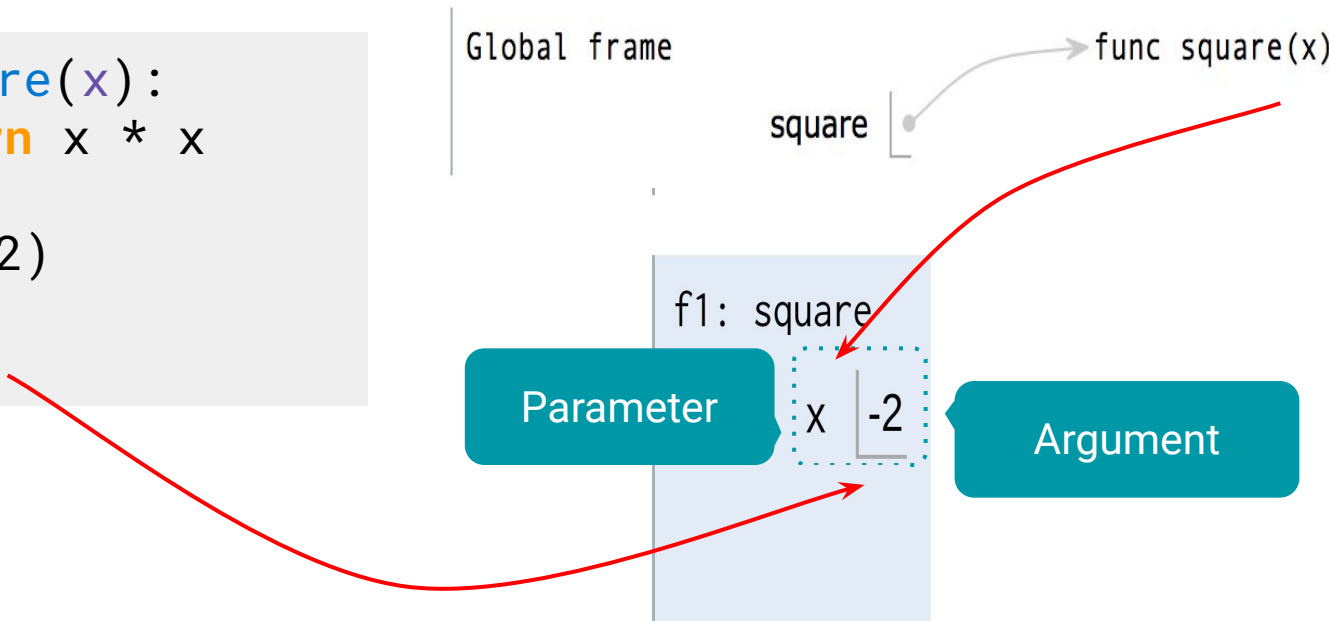 re(x):
n x * x
2)
Global frame
func square(x)
square
f1: square
Parameter
x -2
Argument